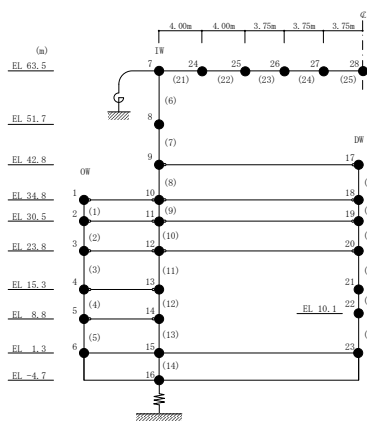 ℄
4.00m 4.00m 3.75m 3.75m 3.75m
(m)
IW
7 24 25 26 27 28
EL 63.5
(21) (22) (23) (24) (25)
(6)
EL 51.7
8
(7)
DW
EL 42.8
9 17
OW
(8)
EL 34.8
1 10 18
(1) (9)
EL 30.5
2 11 19
(2) (10)
EL 23.8
3 12 20
(3) (11)
EL 15.3
4 13 21
(4) (12)
EL 10.1
22
EL 8.8
5 14
(5) (13)
EL 1.3
6 15 23
(14)
EL -4.7
16